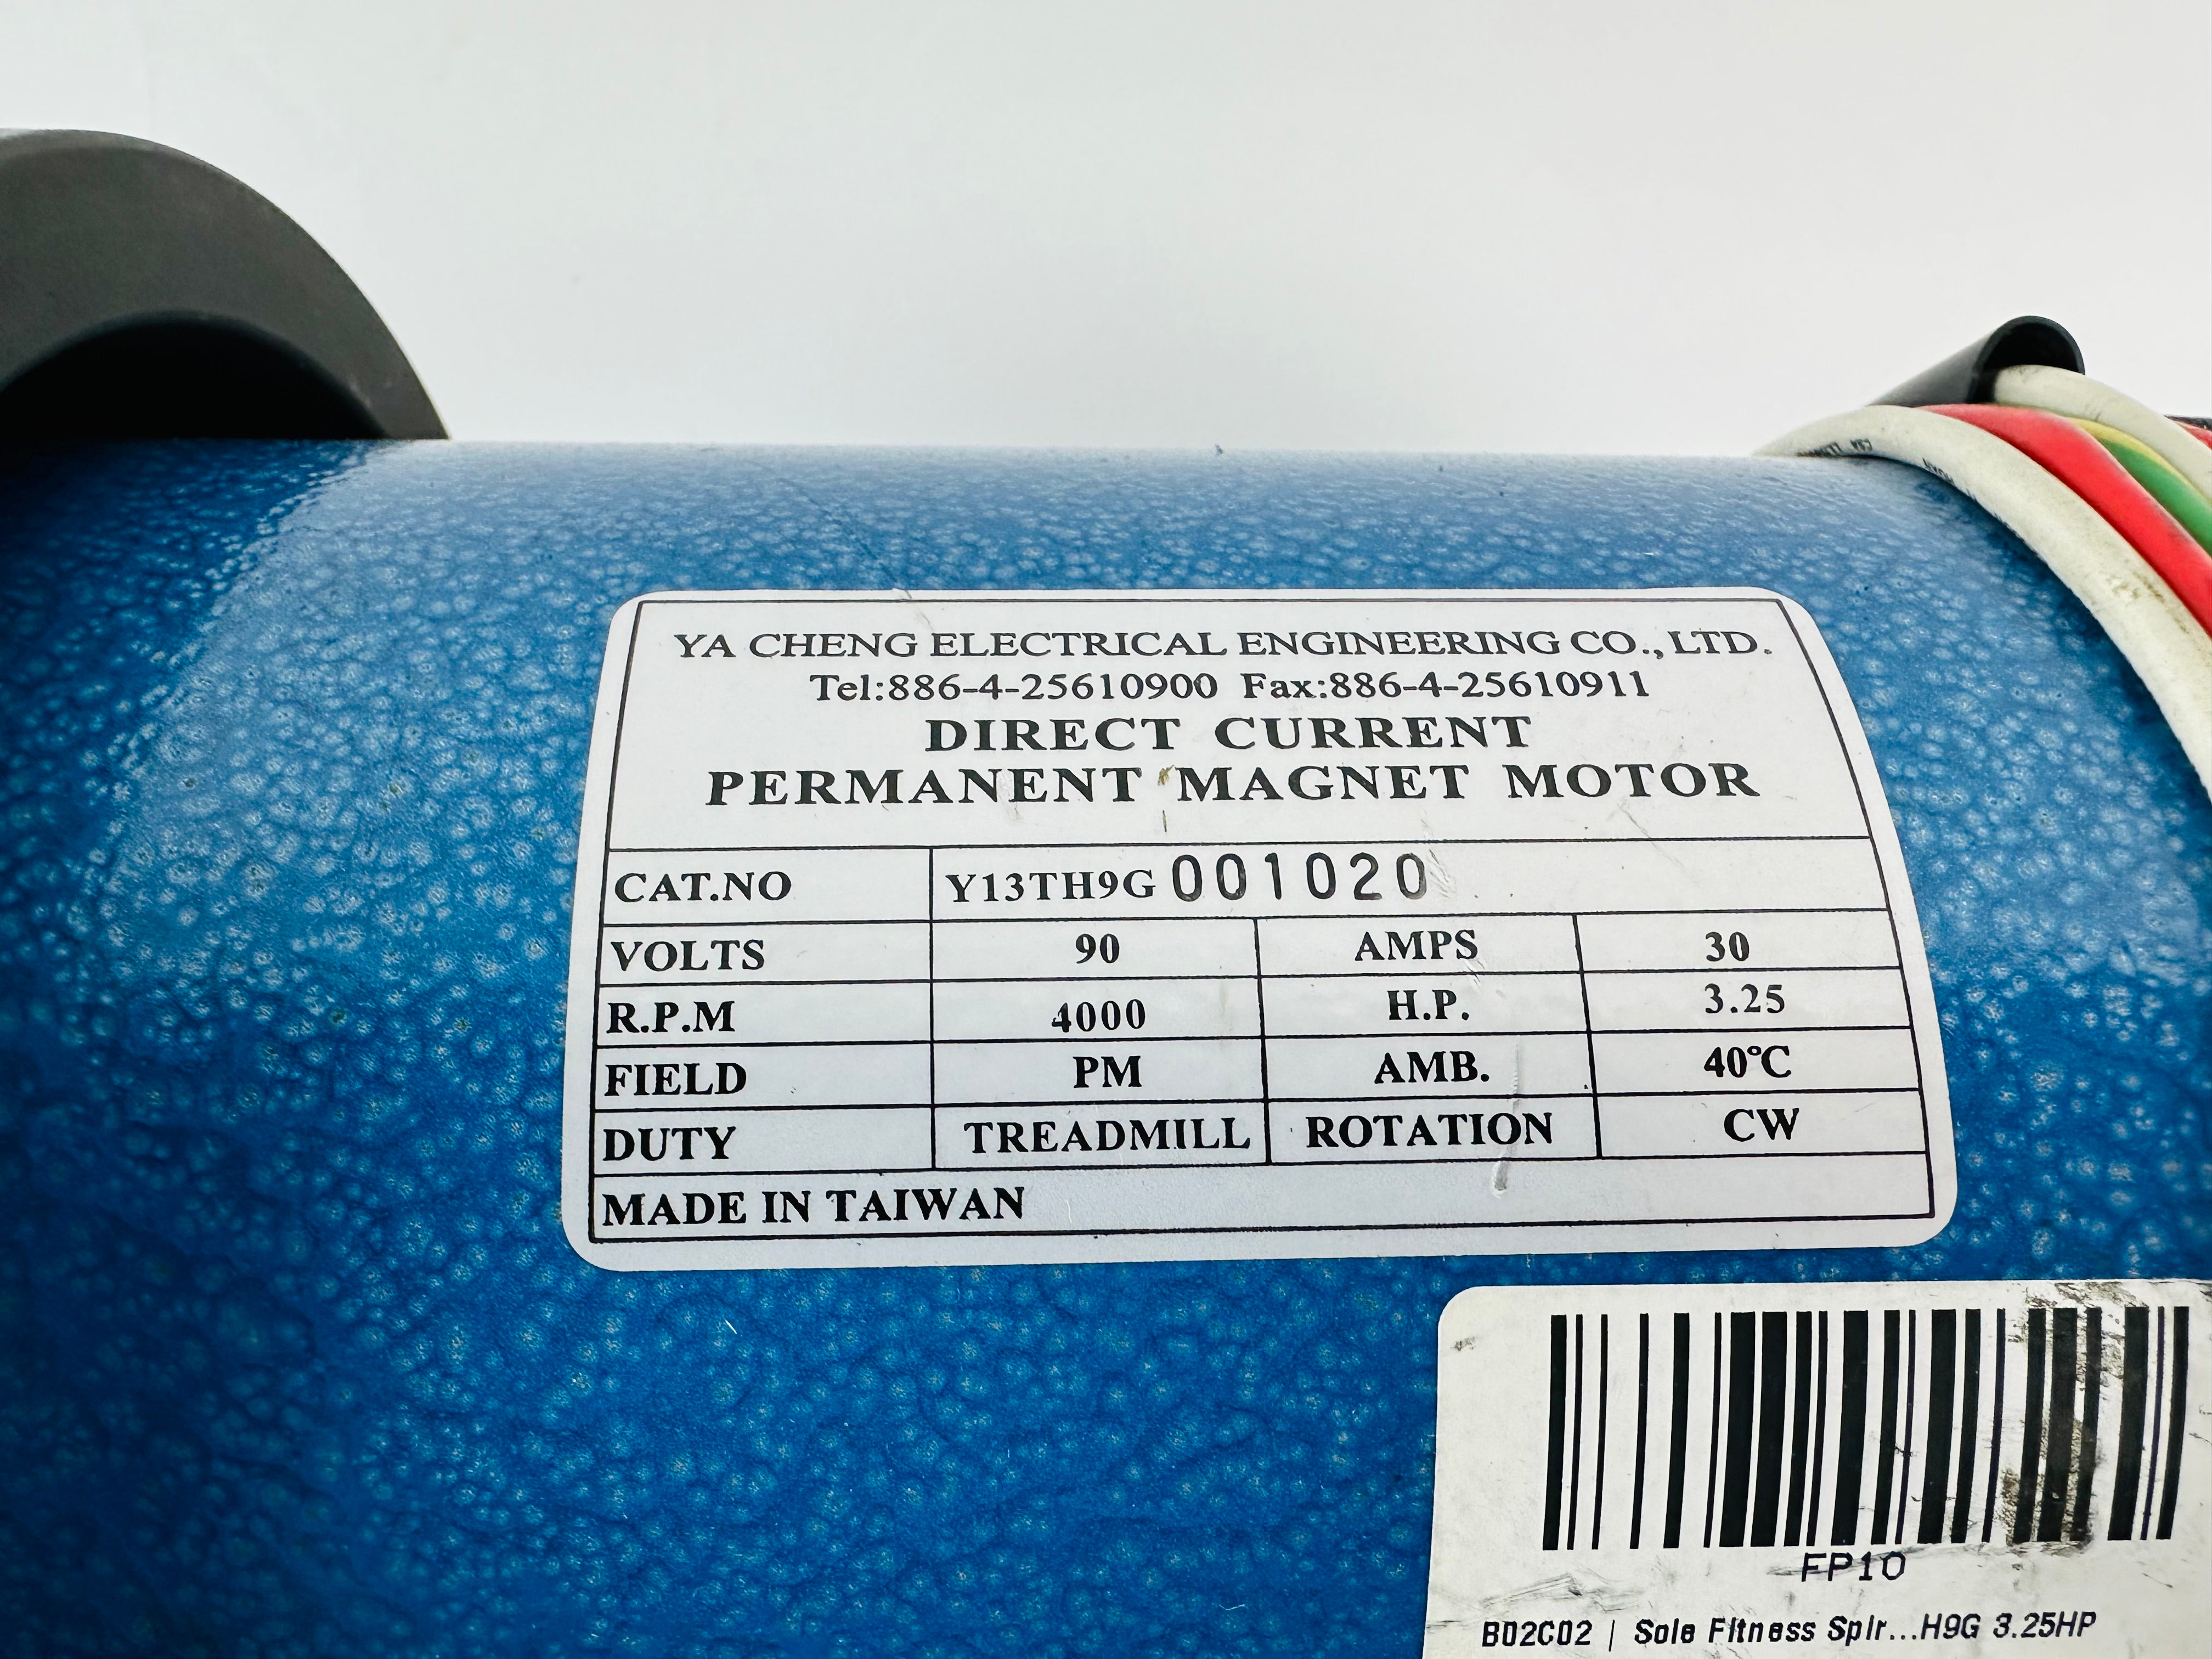 YA CHENG ELECTRICAL ENGINEERING CO., LTD.
Tel:886-4-25610900 Fax:886-4-25610911
DIRECT CURRENT
PERMANENT MAGNET MOTOR
CAT.NO Y13TH9G 001020
VOLTS 90 AMPS 30
R.P.M 4000 H.P. 3.25
FIELD PM AMB. 40°C
DUTY TREADMILL ROTATION CW
MADE IN TAIWAN
FP10
B02C02 | Sole Fitness Spir...H9G 3.25HP